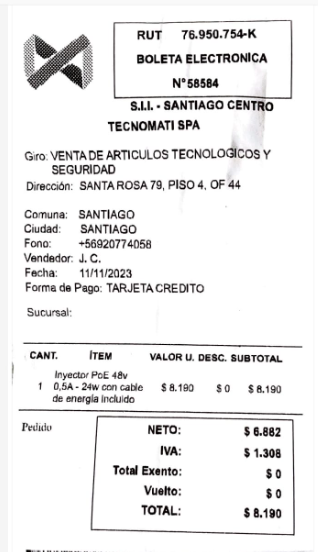 RUT 76.950.754-K
BOLETA ELECTRONICA
N°58584
S.I.I. - SANTIAGO CENTRO
TECNOMATI SPA
Giro: VENTA DE ARTICULOS TECNOLOGICOS Y
SEGURIDAD
Dirección: SANTA ROSA 79, PISO 4, OF 44
Comuna: SANTIAGO
Ciudad: SANTIAGO
Fono: +56920774058
Vendedor: J. C.
Fecha: 11/11/2023
Forma de Pago: TARJETA CREDITO
Sucursal:
CANT. ÍTEM VALOR U. DESC. SUBTOTAL
Inyector PoE 48v
1 0,5A - 24w con cable $ 8.190 $ 0 $ 8.190
de energía Incluido
Pedido
NETO: $ 6.882
IVA: $ 1.308
Total Exento: $ 0
Vuelto: $ 0
TOTAL: $ 8.190